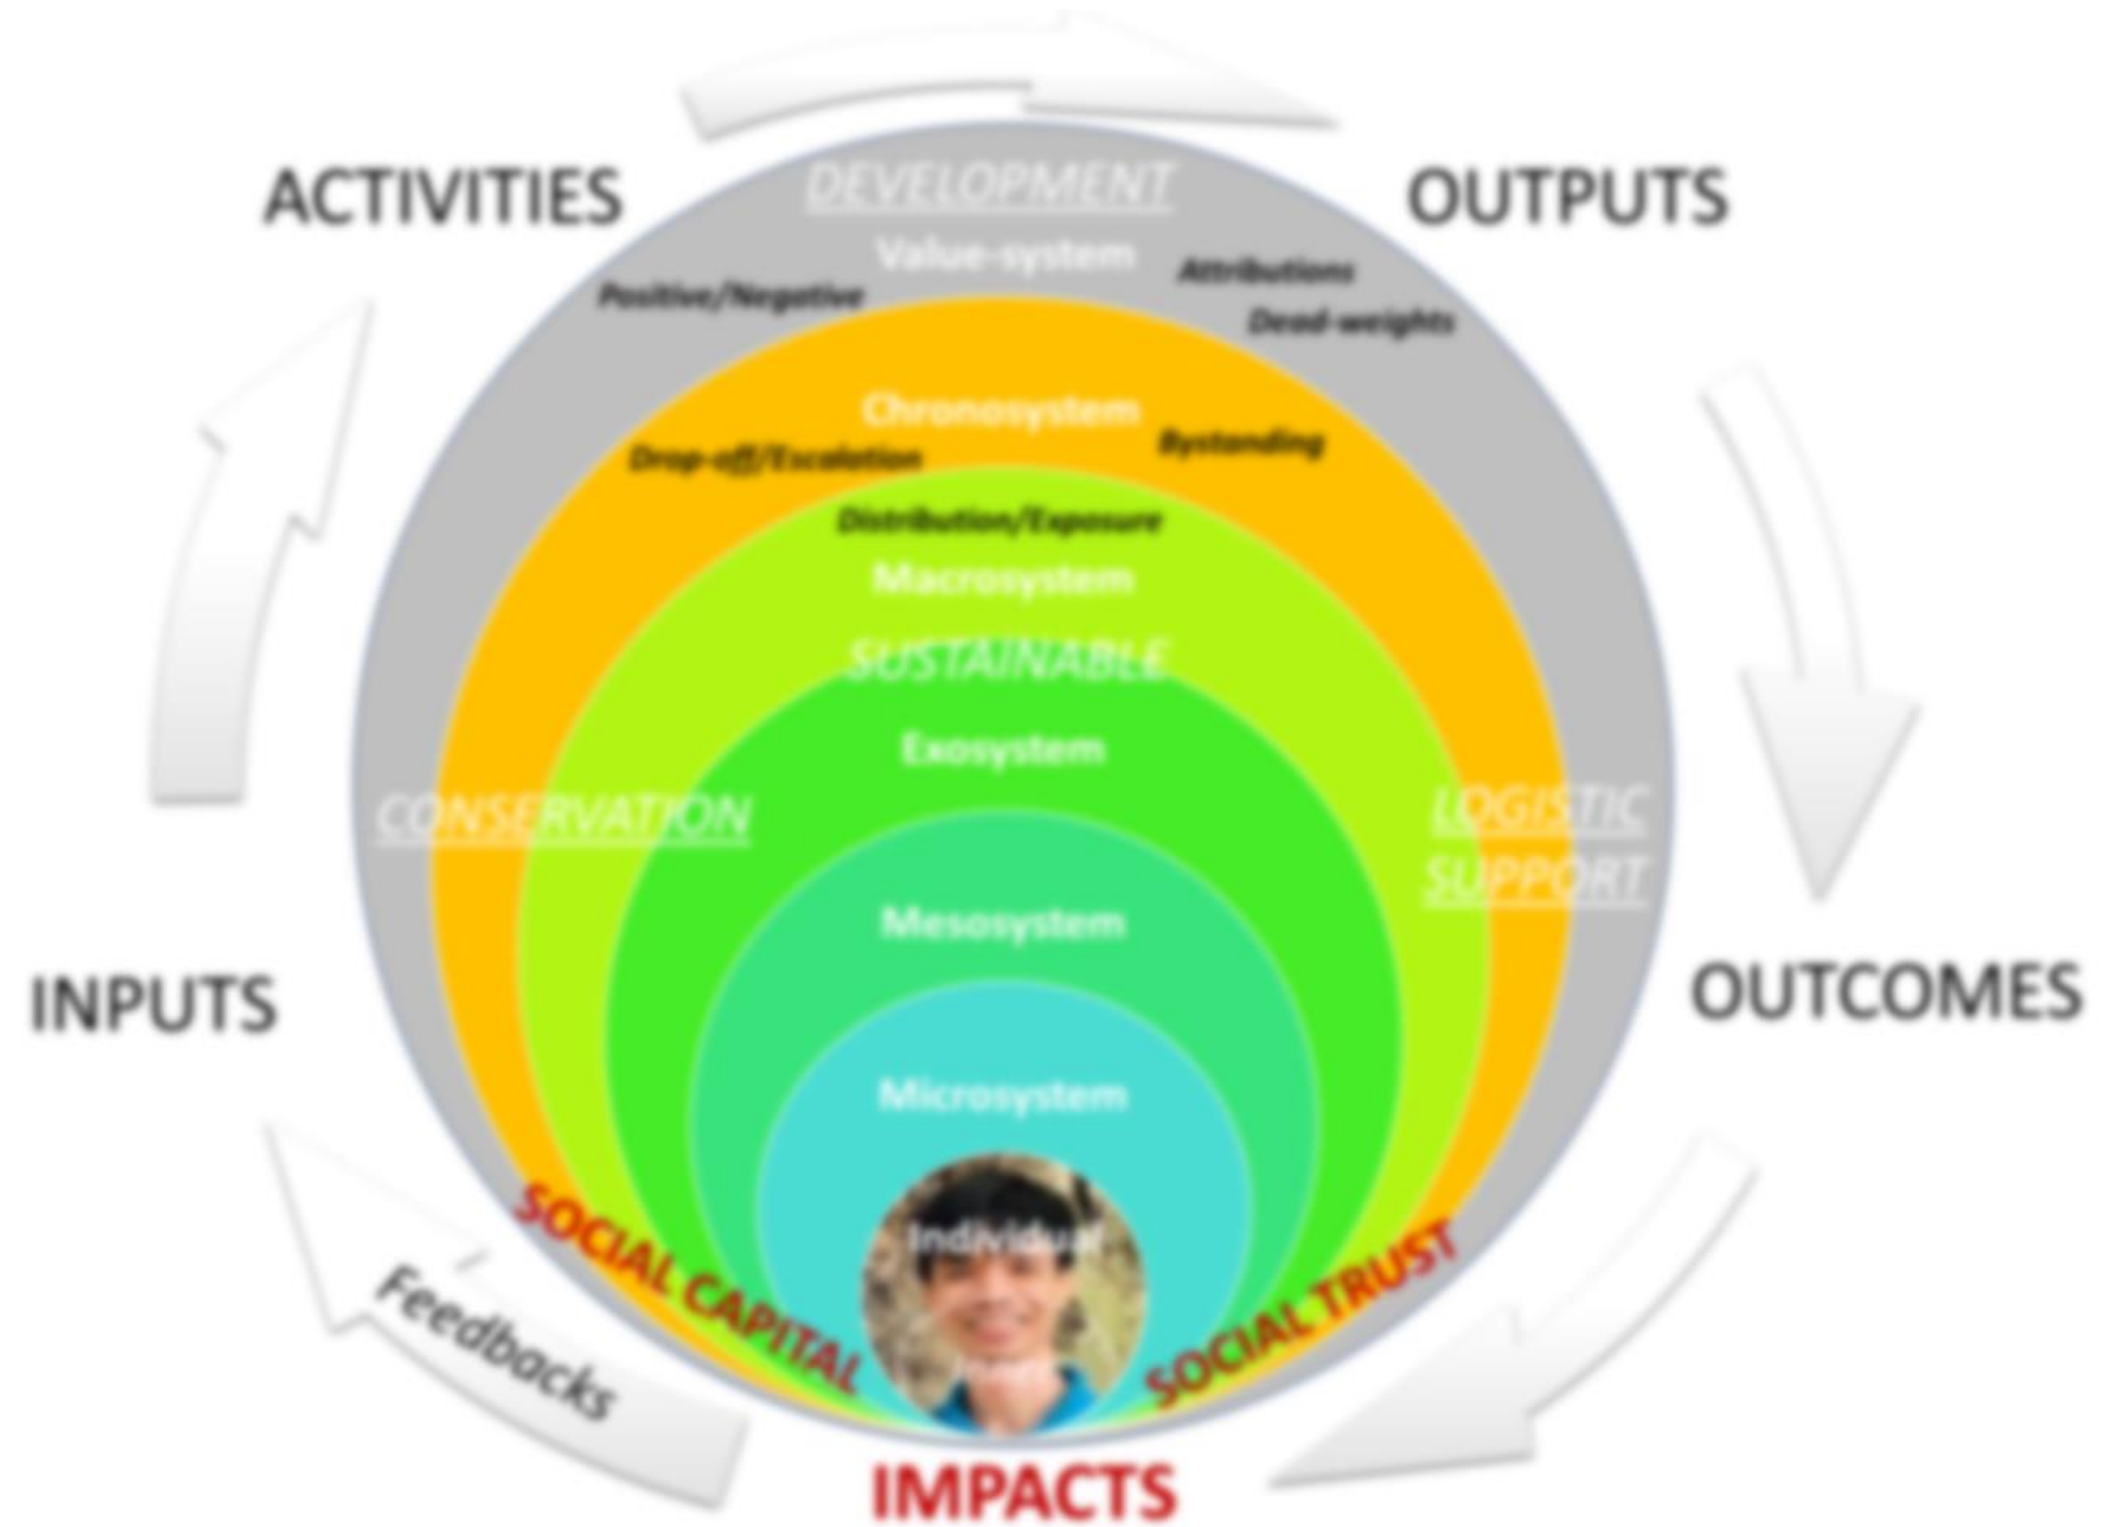 ACTIVITIES
OUTPUTS
DEVELOPMENT
Value-system
Positive/Negative
Attributions
Dead-weights
Chronosystem
Drop-off/Escalation
Bystanding
Distribution/Exposure
Macrosystem
SUSTAINABLE
Exosystem
CONSERVATION
LOGISTIC
SUPPORT
Mesosystem
INPUTS
OUTCOMES
Microsystem
Individual
SOCIAL CAPITAL
SOCIAL TRUST
Feedbacks
IMPACTS